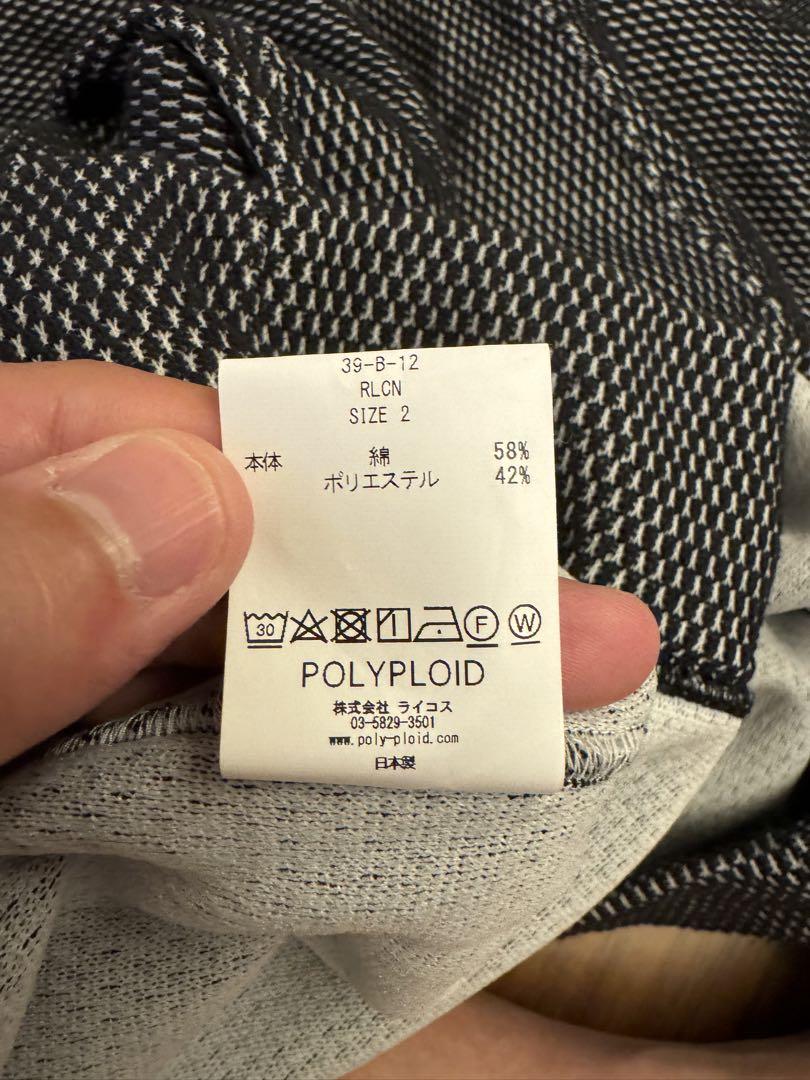 39-B-12
RLCN
SIZE 2
本体 綿 58%
ポリエステル 42%
30 F W
POLYPLOID
株式会社 ライコス
03-5829-3501
www.poly-ploid.com
日本製